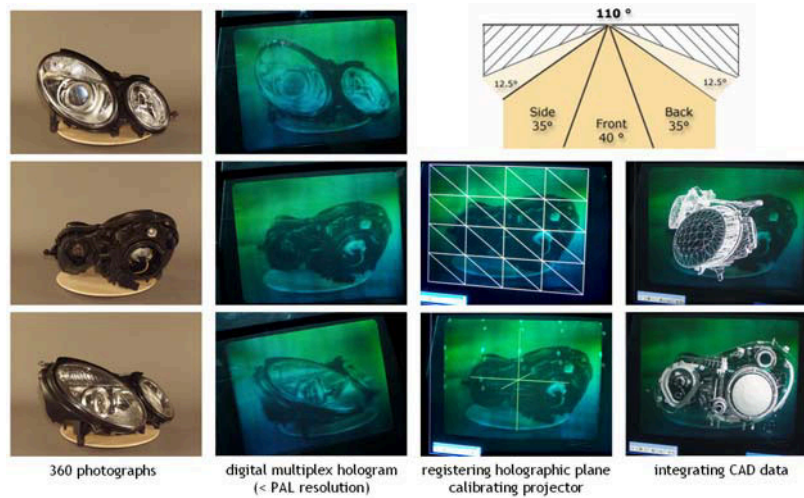 110 °
12.5°
12.5°
Side
35°
Front
40 °
Back
35°
360 photographs
digital multiplex hologram
(< PAL resolution)
registering holographic plane
calibrating projector
integrating CAD data